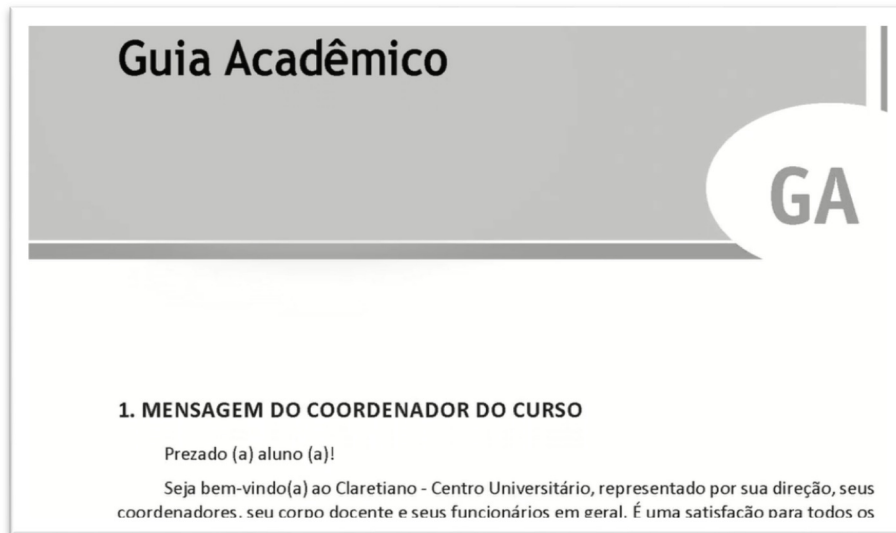 Guia Acadêmico
GA
1. MENSAGEM DO COORDENADOR DO CURSO
Prezado (a) aluno (a)!
Seja bem-vindo(a) ao Claretiano - Centro Universitário, representado por sua direção, seus
coordenadores, seu corpo docente e seus funcionários em geral. É uma satisfação para todos os